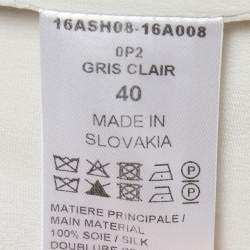 16ASH08-16A008
0P2
GRIS CLAIR
40
MADE IN
SLOVAKIA
P
P
MATIERE PRINCIPALE /
MAIN MATERIAL
100% SOIE / SILK